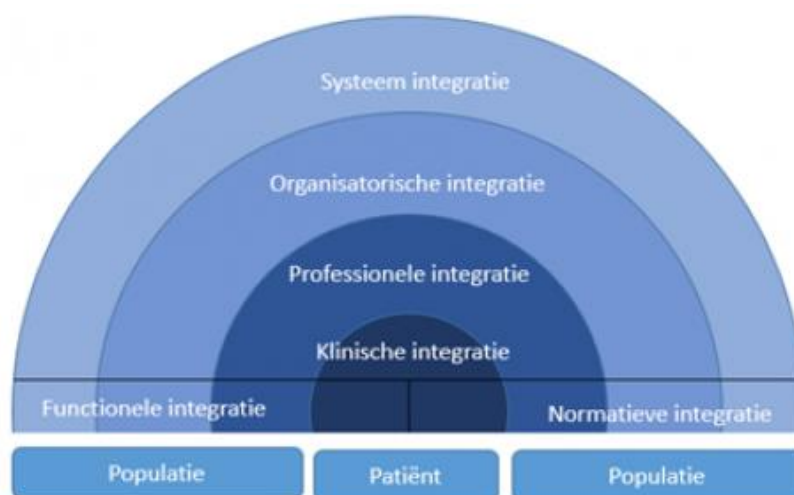 Systeem integratie
Organisatorische integratie
Professionele integratie
Klinische integratie
Functionele integratie
Normatieve integratie
Populatie
Patiënt
Populatie